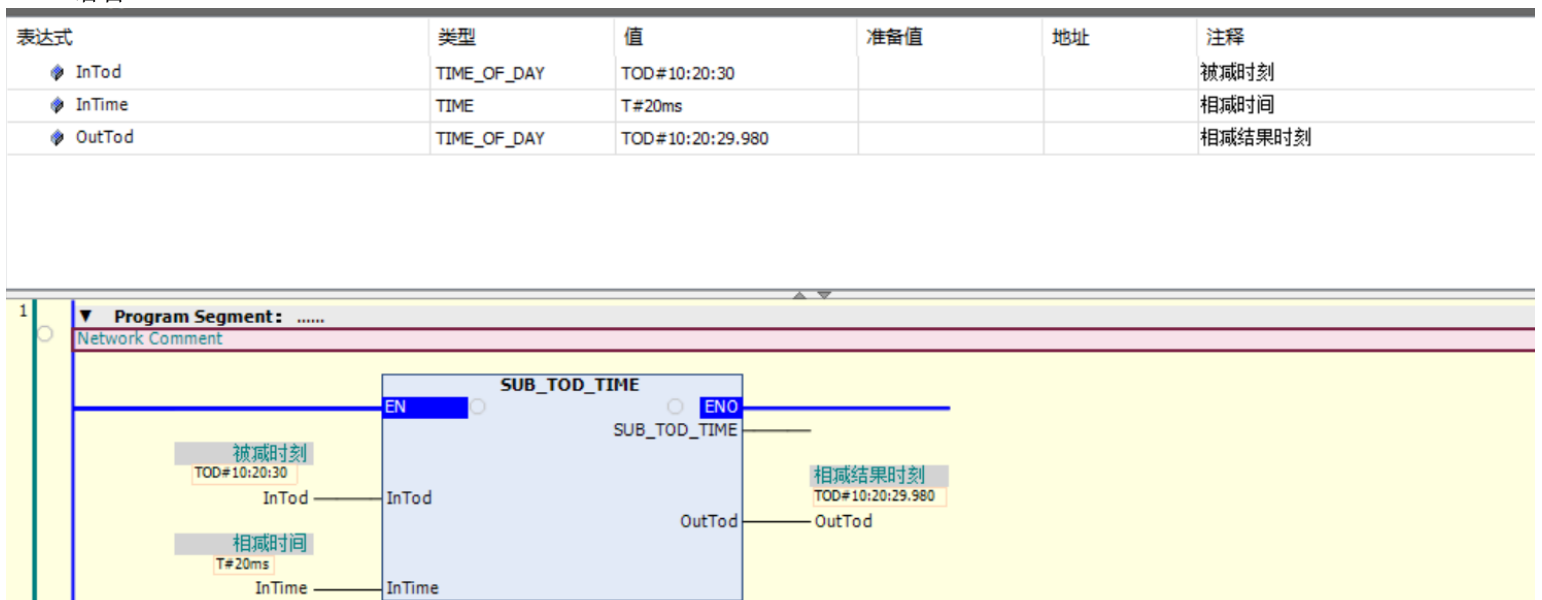 表达式 类型 值 准备值 地址 注释
InTod TIME_OF_DAY TOD#10:20:30 被减时刻
InTime TIME T#20ms 相减时间
OutTod TIME_OF_DAY TOD#10:20:29.980 相减结果时刻
1 ▼ Program Segment: ......
Network Comment
SUB_TOD_TIME
EN ENO
SUB_TOD_TIME
被减时刻
TOD#10:20:30
InTod InTod
相减结果时刻
TOD#10:20:29.980
OutTod OutTod
相减时间
T#20ms
InTime InTime